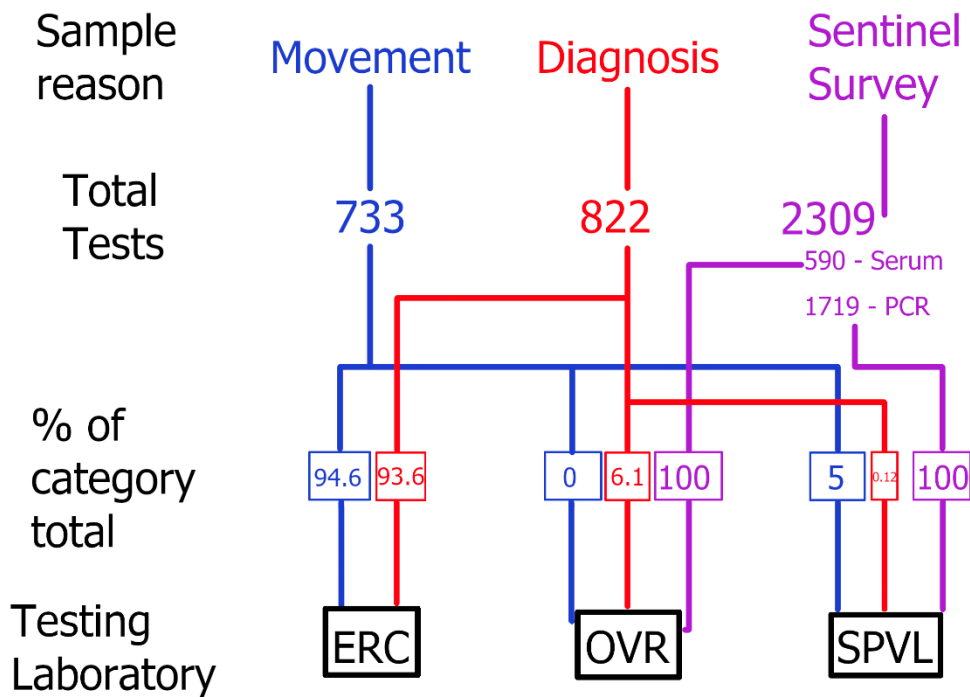 Sample
reason
Movement
Diagnosis
Sentinel
Survey
Total
Tests
733
822
2309
590 - Serum
1719 - PCR
% of
category
total
94.6
93.6
0
6.1
100
5
0.12
100
Testing
Laboratory
ERC
OVR
SPVL